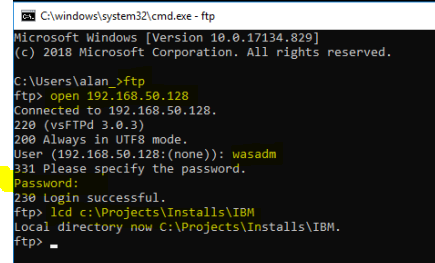 C:\windows\system32\cmd.exe - ftp
Microsoft Windows [Version 10.0.17134.829]
(c) 2018 Microsoft Corporation. All rights reserved.
C:\Users\alan_>ftp
ftp> open 192.168.50.128
Connected to 192.168.50.128.
220 (vsFTPd 3.0.3)
200 Always in UTF8 mode.
User (192.168.50.128:(none)): wasadm
331 Please specify the password.
Password:
230 Login successful.
ftp> lcd c:\Projects\Installs\IBM
Local directory now C:\Projects\Installs\IBM.
ftp> _